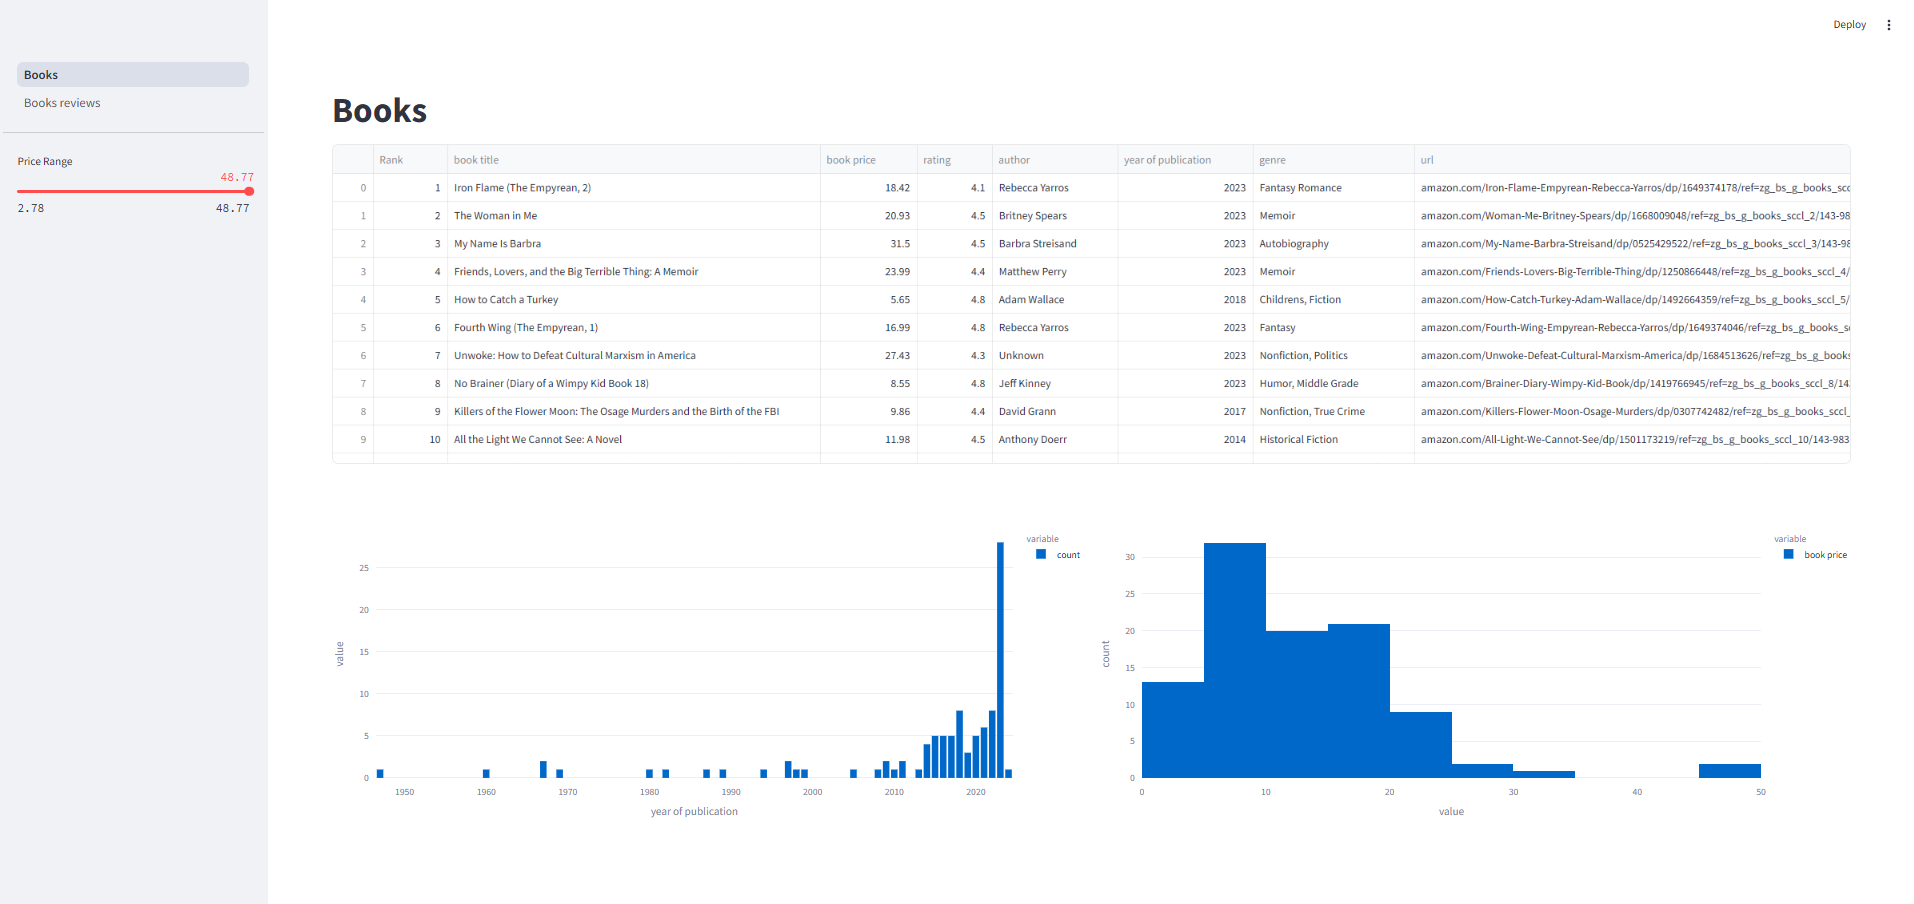 Deploy
Books
Books reviews
Price Range
48.77
2.78 48.77
Books
Rank book title book price rating author year of publication genre url
0 1 Iron Flame (The Empyrean, 2) 18.42 4.1 Rebecca Yarros 2023 Fantasy Romance amazon.com/Iron-Flame-Empyrean-Rebecca-Yarros/dp/1649374178/ref=zg_bs_g_books_scc
1 2 The Woman in Me 20.93 4.5 Britney Spears 2023 Memoir amazon.com/Woman-Me-Britney-Spears/dp/1668009048/ref=zg_bs_g_books_sccl_2/143-98
2 3 My Name Is Barbra 31.5 4.5 Barbra Streisand 2023 Autobiography amazon.com/My-Name-Barbra-Streisand/dp/0525429522/ref=zg_bs_g_books_sccl_3/143-98
3 4 Friends, Lovers, and the Big Terrible Thing: A Memoir 23.99 4.4 Matthew Perry 2023 Memoir amazon.com/Friends-Lovers-Big-Terrible-Thing/dp/1250866448/ref=zg_bs_g_books_sccl_4/
4 5 How to Catch a Turkey 5.65 4.8 Adam Wallace 2018 Childrens, Fiction amazon.com/How-Catch-Turkey-Adam-Wallace/dp/1492664359/ref=zg_bs_g_books_sccl_5/
5 6 Fourth Wing (The Empyrean, 1) 16.99 4.8 Rebecca Yarros 2023 Fantasy amazon.com/Fourth-Wing-Empyrean-Rebecca-Yarros/dp/1649374046/ref=zg_bs_g_books_s
6 7 Unwoke: How to Defeat Cultural Marxism in America 27.43 4.3 Unknown 2023 Nonfiction, Politics amazon.com/Unwoke-Defeat-Cultural-Marxism-America/dp/1684513626/ref=zg_bs_g_books
7 8 No Brainer (Diary of a Wimpy Kid Book 18) 8.55 4.8 Jeff Kinney 2023 Humor, Middle Grade amazon.com/Brainer-Diary-Wimpy-Kid-Book/dp/1419766945/ref=zg_bs_g_books_sccl_8/14
8 9 Killers of the Flower Moon: The Osage Murders and the Birth of the FBI 9.86 4.4 David Grann 2017 Nonfiction, True Crime amazon.com/Killers-Flower-Moon-Osage-Murders/dp/0307742482/ref=zg_bs_g_books_sccl_
9 10 All the Light We Cannot See: A Novel 11.98 4.5 Anthony Doerr 2014 Historical Fiction amazon.com/All-Light-We-Cannot-See/dp/1501173219/ref=zg_bs_g_books_sccl_10/143-983
variable
count
25
20
15
10
5
0
value
1950 1960 1970 1980 1990 2000 2010 2020
year of publication
variable
book price
30
25
20
15
10
5
0
count
0 10 20 30 40 50
value